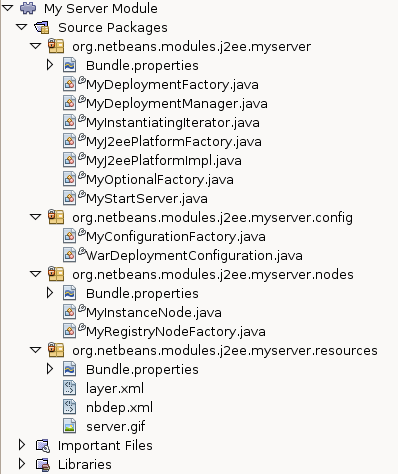 My Server Module
Source Packages
org.netbeans.modules.j2ee.myserver
Bundle.properties
MyDeploymentFactory.java
MyDeploymentManager.java
MyInstantiatingIterator.java
MyJ2eePlatformFactory.java
MyJ2eePlatformImpl.java
MyOptionalFactory.java
MyStartServer.java
org.netbeans.modules.j2ee.myserver.config
MyConfigurationFactory.java
WarDeploymentConfiguration.java
org.netbeans.modules.j2ee.myserver.nodes
Bundle.properties
MyInstanceNode.java
MyRegistryNodeFactory.java
org.netbeans.modules.j2ee.myserver.resources
Bundle.properties
layer.xml
nbdep.xml
server.gif
Important Files
Libraries